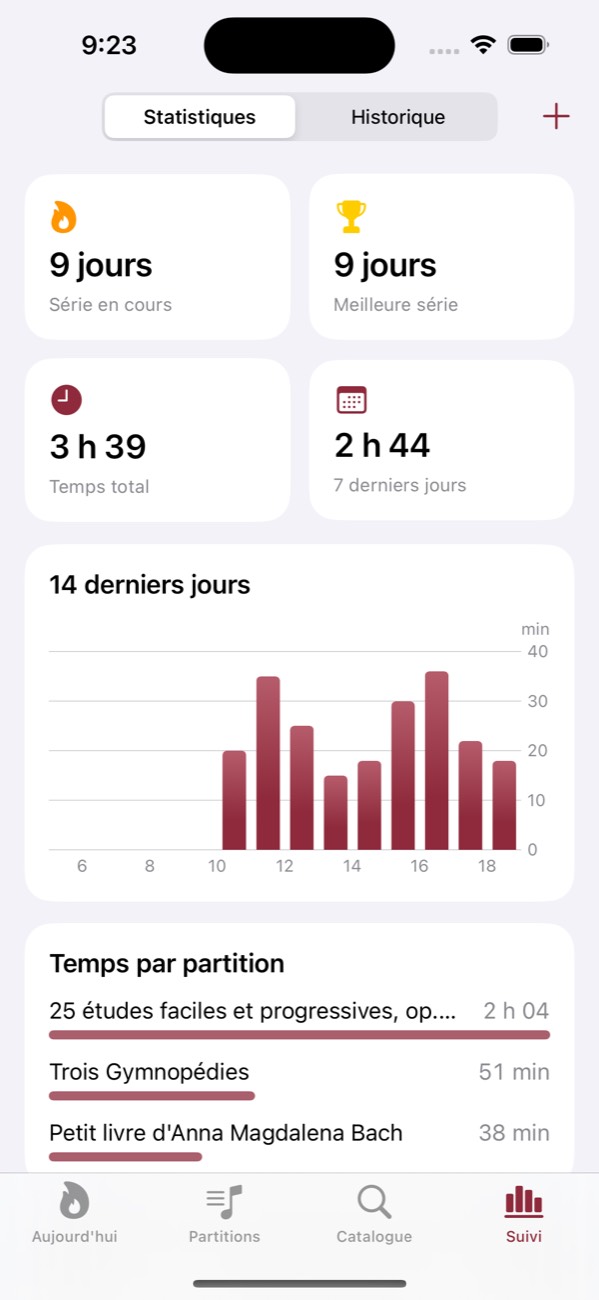 9:23
Statistiques
Historique
9 jours
Série en cours
9 jours
Meilleure série
3 h 39
Temps total
2 h 44
7 derniers jours
14 derniers jours
min
40
30
20
10
0
6 8 10 12 14 16 18
Temps par partition
25 études faciles et progressives, op.... 2 h 04
Trois Gymnopédies 51 min
Petit livre d'Anna Magdalena Bach 38 min
Aujourd'hui
Partitions
Catalogue
Suivi